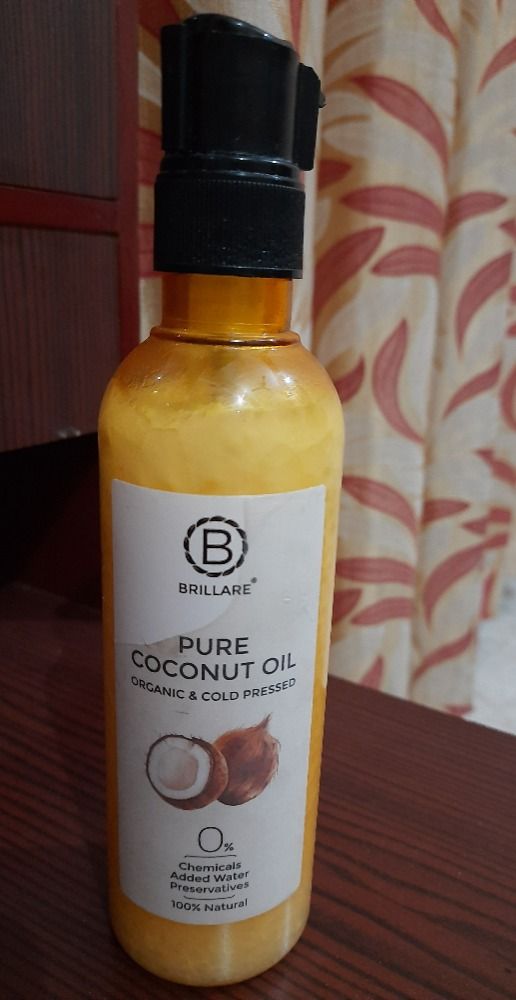 B
BRILLARE®
PURE
COCONUT OIL
ORGANIC & COLD PRESSED
0%
Chemicals
Added Water
Preservatives
100% Natural